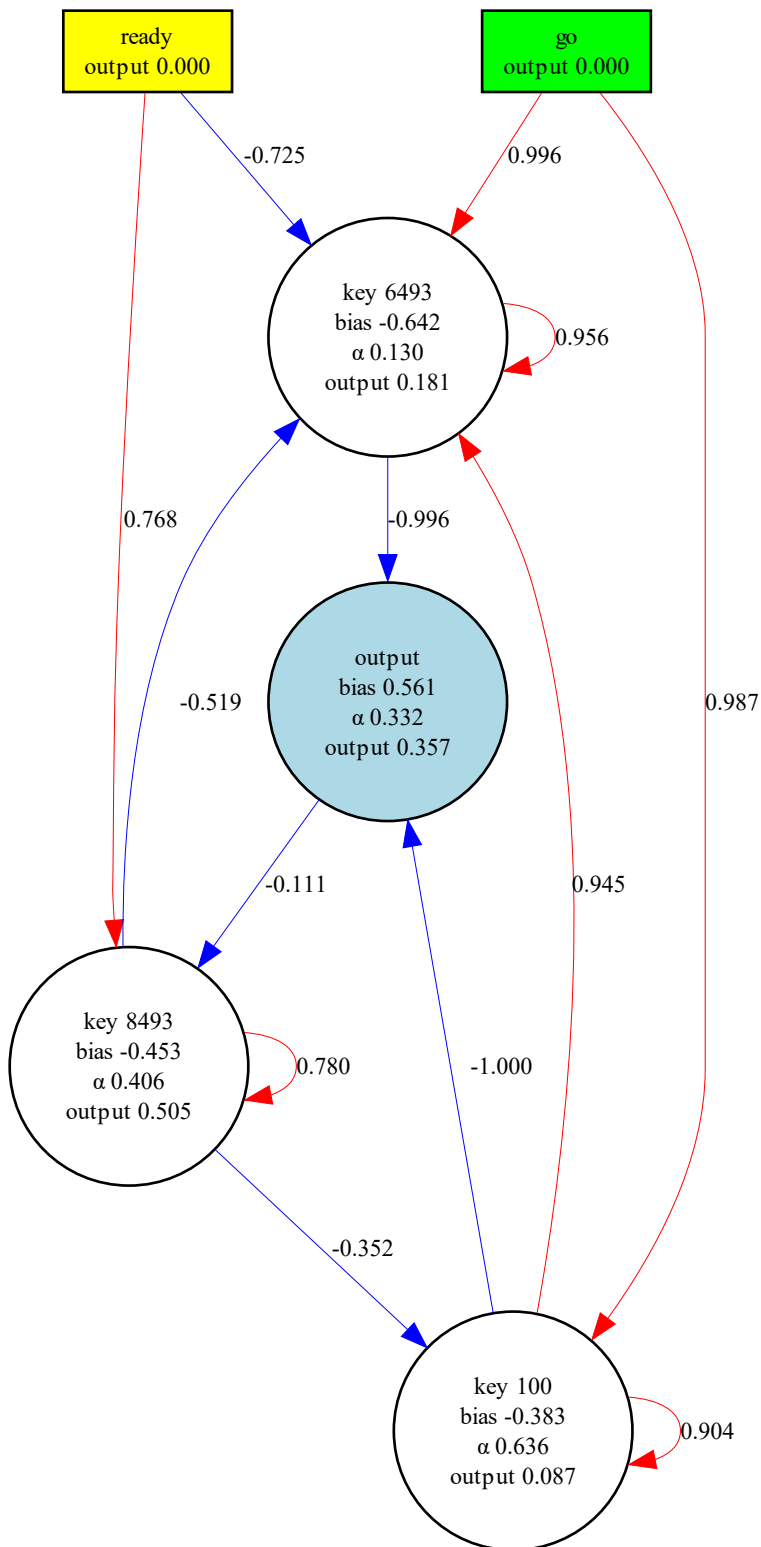 ready
output 0.000
go
output 0.000
-0.725
0.996
key 6493
bias -0.642
α 0.130
output 0.181
0.956
0.768
-0.996
-0.519
output
bias 0.561
α 0.332
output 0.357
0.987
-0.111
0.945
key 8493
bias -0.453
α 0.406
output 0.505
0.780
-1.000
-0.352
key 100
bias -0.383
α 0.636
output 0.087
0.904